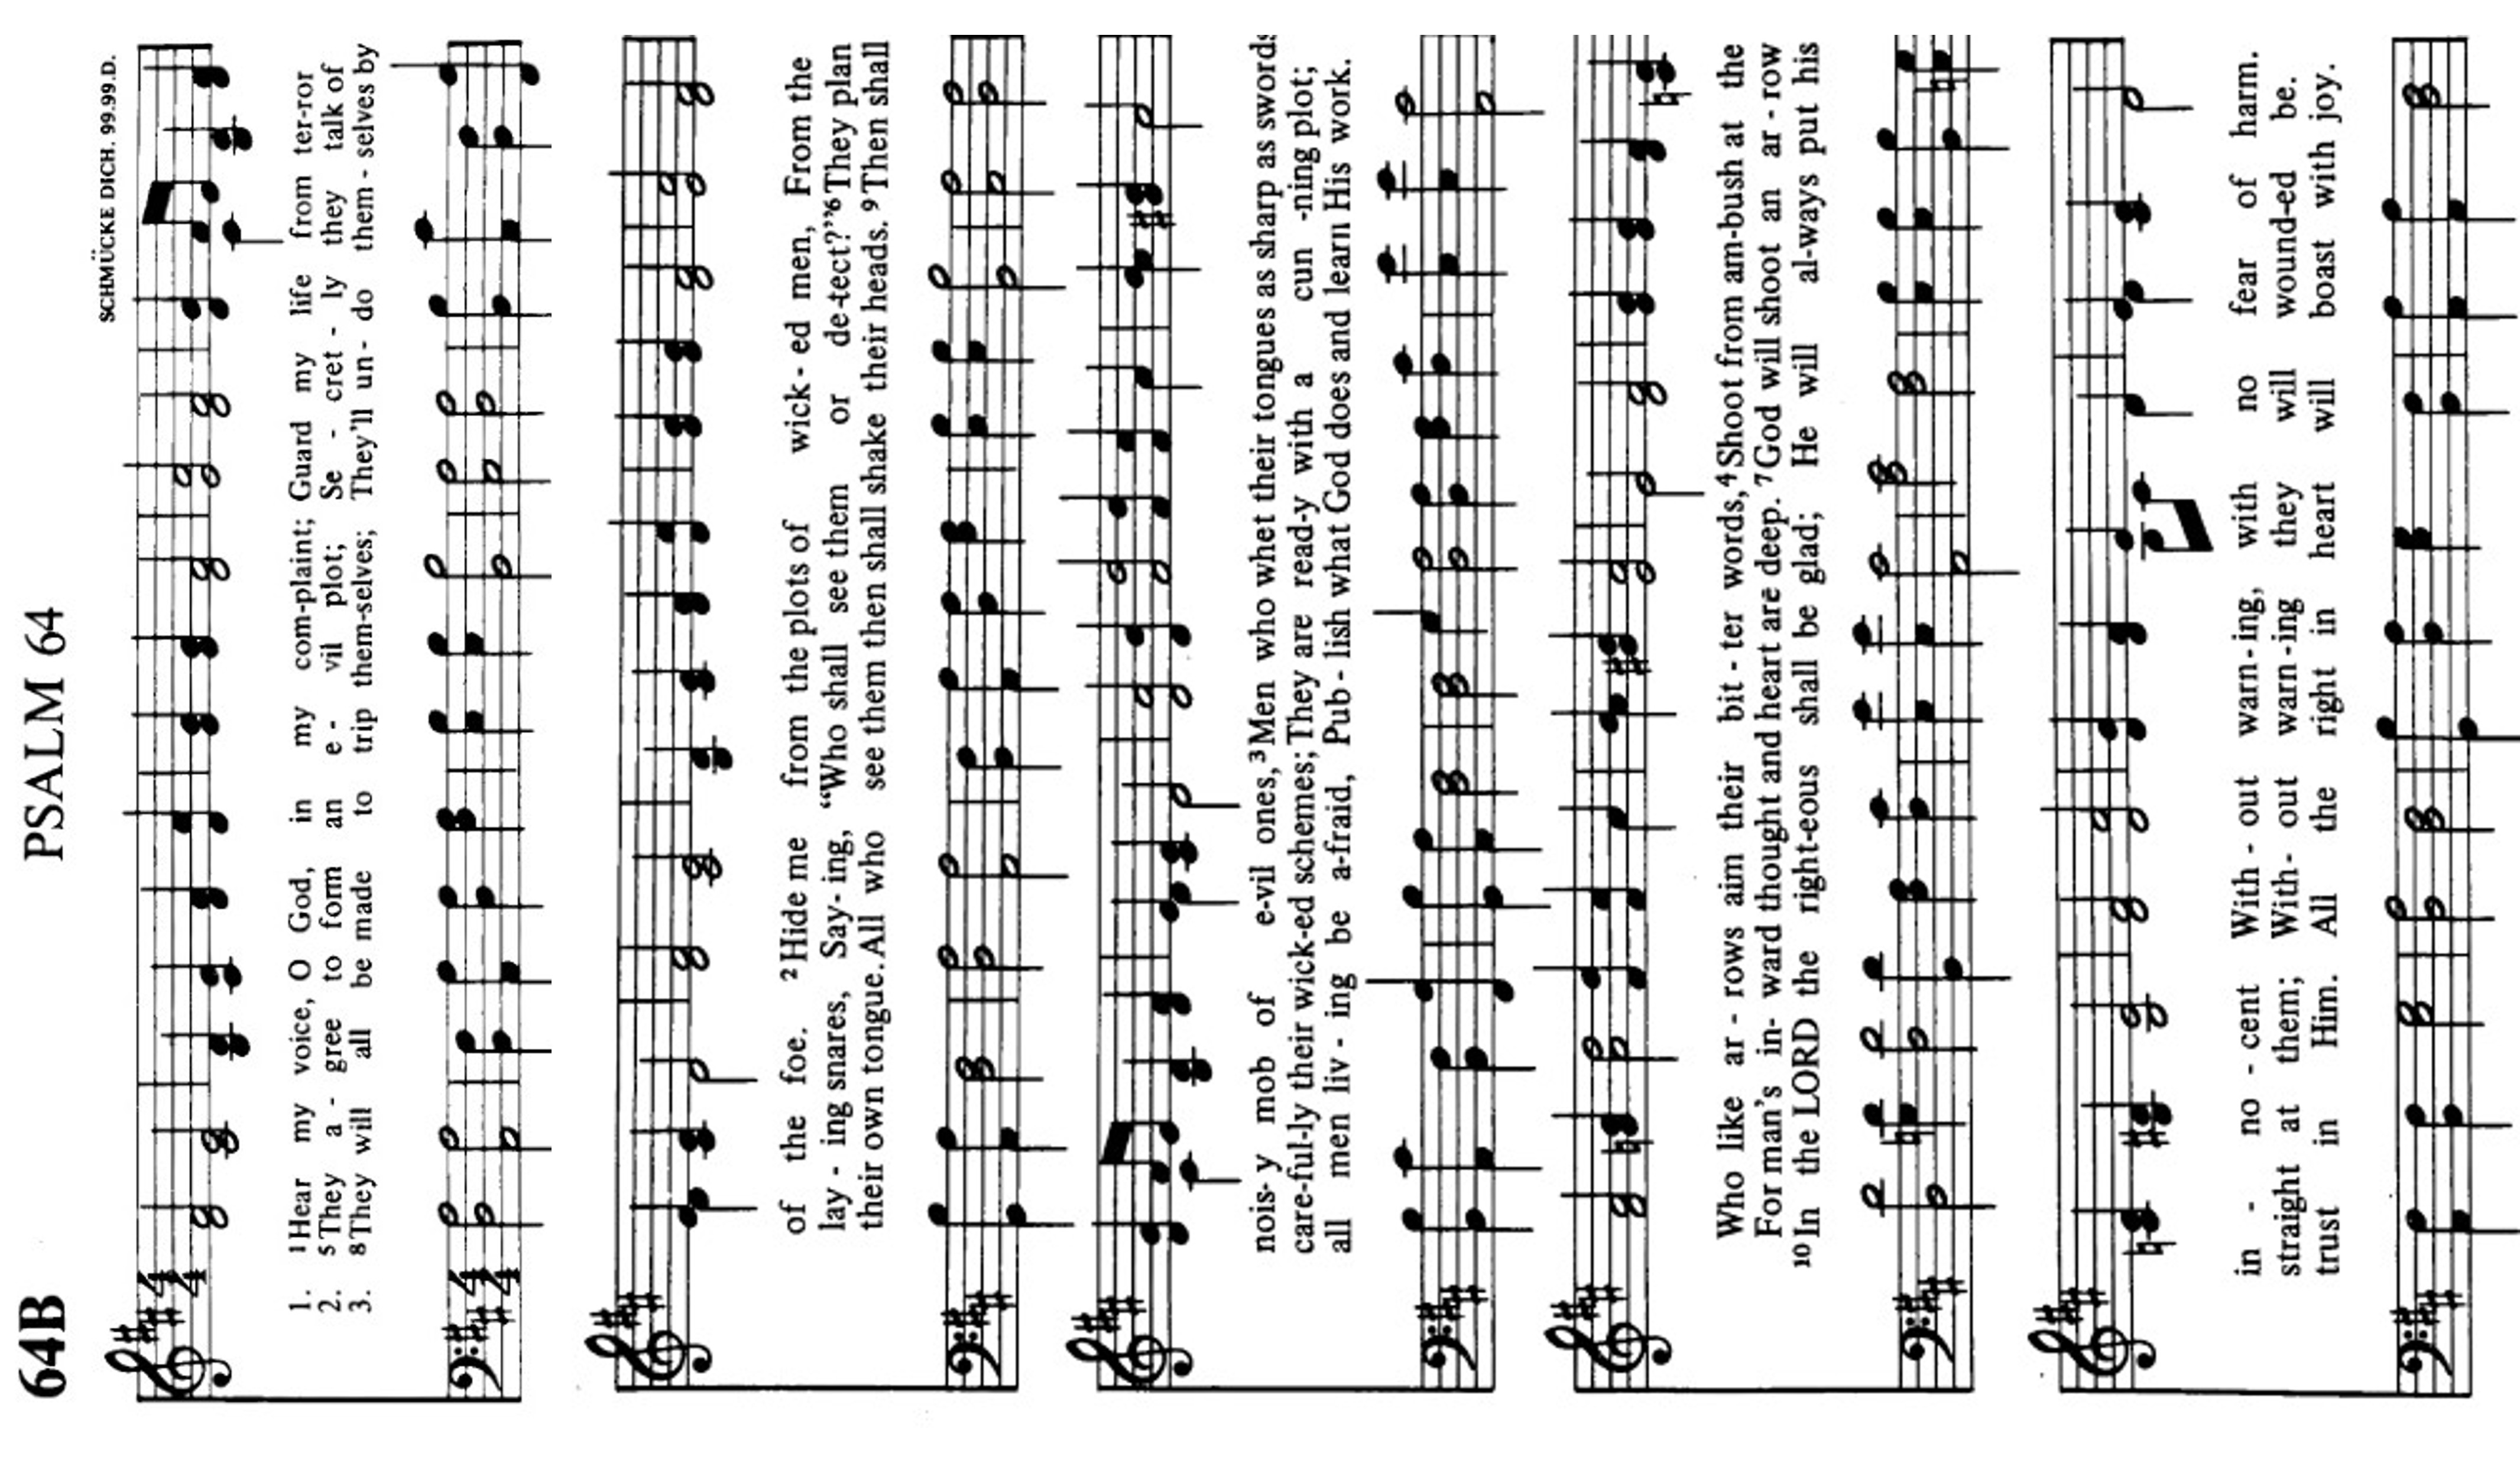 64B PSALM 64
SCHMÜCKE DICH. 99.99.D.
1. ¹Hear my voice, O God, in my com-plaint; Guard my life from ter-ror
2. ⁵They a - gree to form an e - vil plot; Se - cret - ly they talk of
3. ⁸They will all be made to trip them-selves; They'll un - do them - selves by
of the foe. ²Hide me from the plots of wick - ed men, From the
lay - ing snares, Say - ing, “Who shall see them or de-tect?”⁶They plan
their own tongue. All who see them then shall shake their heads. ⁹Then shall
nois- y mob of e-vil ones, ³Men who whet their tongues as sharp as swords
care-ful-ly their wick-ed schemes; They are read-y with a cun -ning plot;
all men liv - ing be a-fraid, Pub - lish what God does and learn His work.
Who like ar - rows aim their bit - ter words, ⁴Shoot from am-bush at the
For man's in- ward thought and heart are deep. ⁷God will shoot an ar - row
¹⁰In the LORD the right-eous shall be glad; He will al-ways put his
in - no - cent With - out warn - ing, with no fear of harm.
straight at them; With- out warn -ing they will wound-ed be.
trust in Him. All the right in heart will boast with joy.